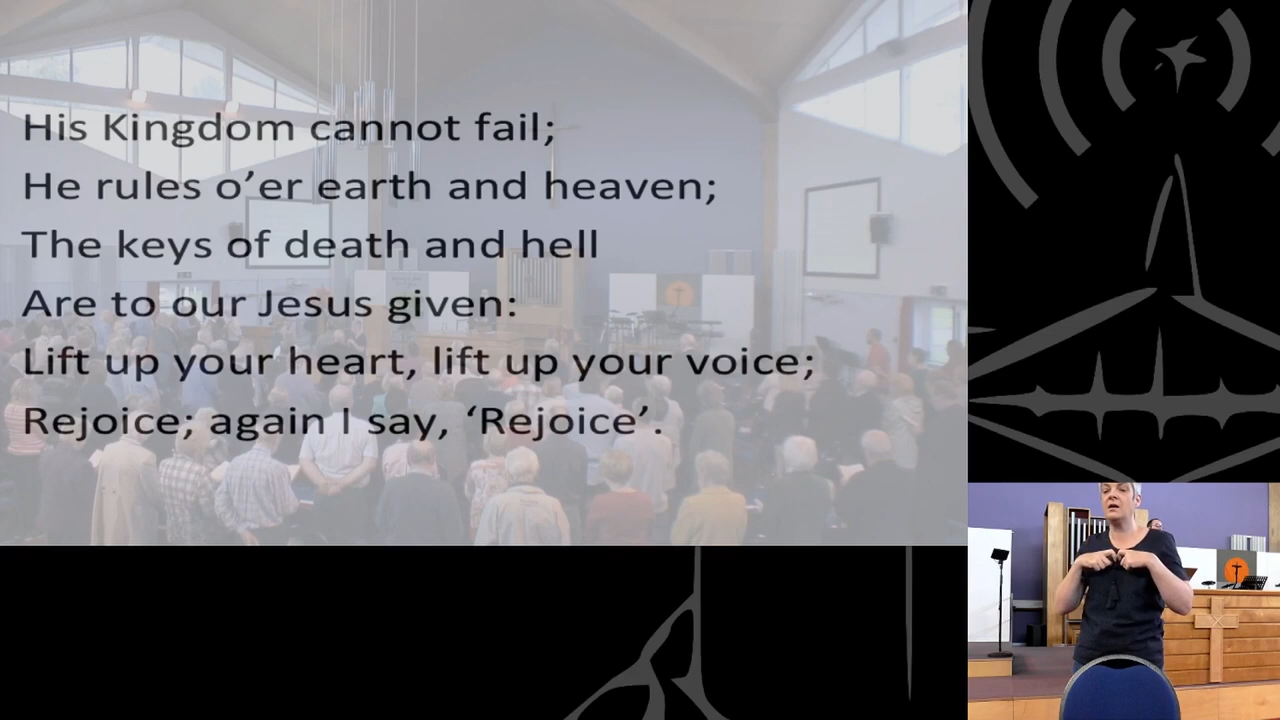 His Kingdom cannot fail;
He rules o’er earth and heaven;
The keys of death and hell
Are to our Jesus given:
Lift up your heart, lift up your voice;
Rejoice; again I say, ‘Rejoice’.